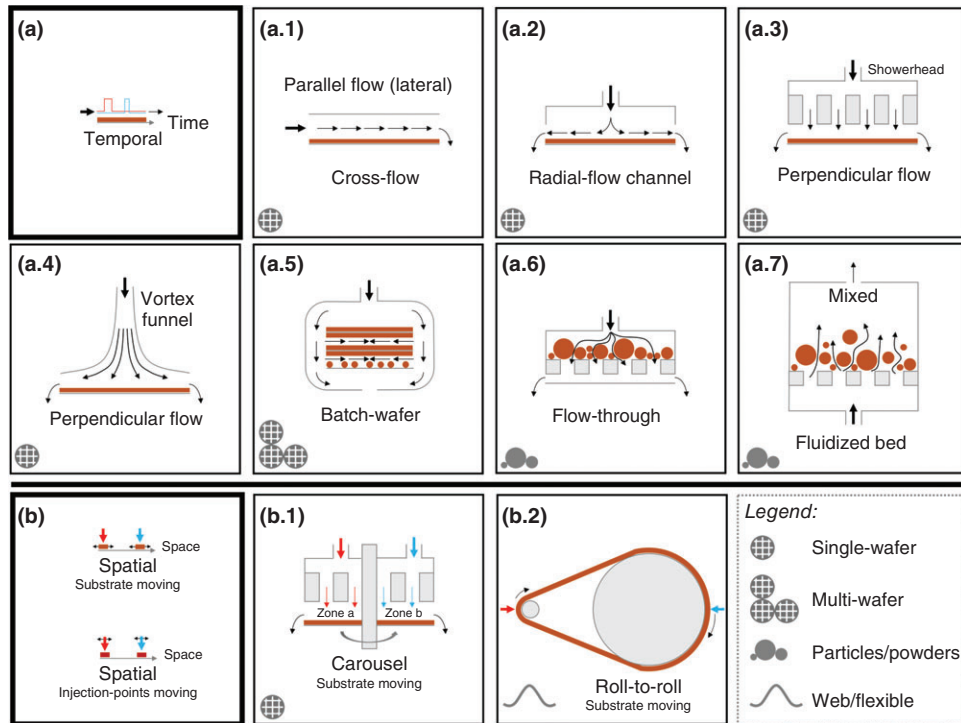 (a)
Time
Temporal
(a.1)
Parallel flow (lateral)
Cross-flow
(a.2)
Radial-flow channel
(a.3)
Showerhead
Perpendicular flow
(a.4)
Vortex
funnel
Perpendicular flow
(a.5)
Batch-wafer
(a.6)
Flow-through
(a.7)
Mixed
Fluidized bed
(b)
Space
Spatial
Substrate moving
Space
Spatial
Injection-points moving
(b.1)
Zone a
Zone b
Carousel
Substrate moving
(b.2)
Roll-to-roll
Substrate moving
Legend:
Single-wafer
Multi-wafer
Particles/powders
Web/flexible